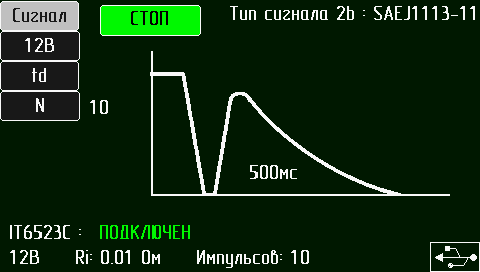 Сигнал
СТОП
Тип сигнала 2b : SAEJ1113-11
12В
td
N
10
500мс
IT6523C : ПОДКЛЮЧЕН
12В Ri: 0.01 Ом Импульсов: 10